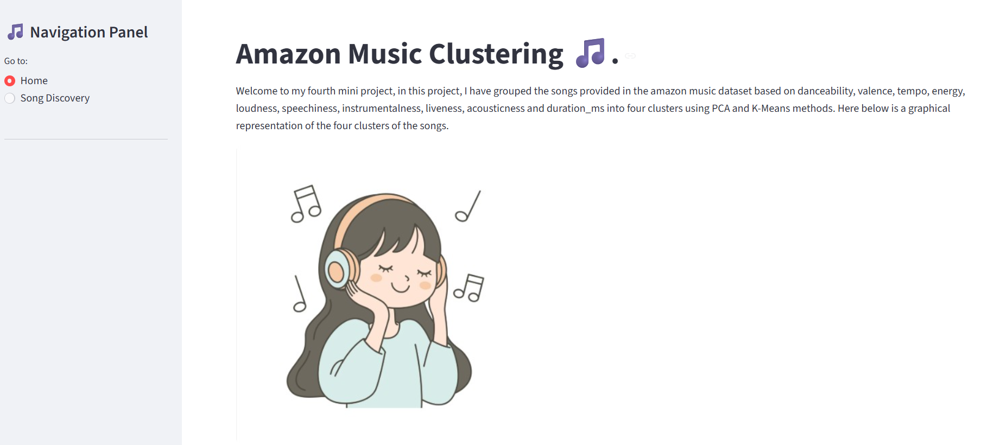 🎵 Navigation Panel
Go to:
Home
Song Discovery
Amazon Music Clustering 🎵.
Welcome to my fourth mini project, in this project, I have grouped the songs provided in the amazon music dataset based on danceability, valence, tempo, energy,
loudness, speechiness, instrumentalness, liveness, acousticness and duration_ms into four clusters using PCA and K-Means methods. Here below is a graphical
representation of the four clusters of the songs.